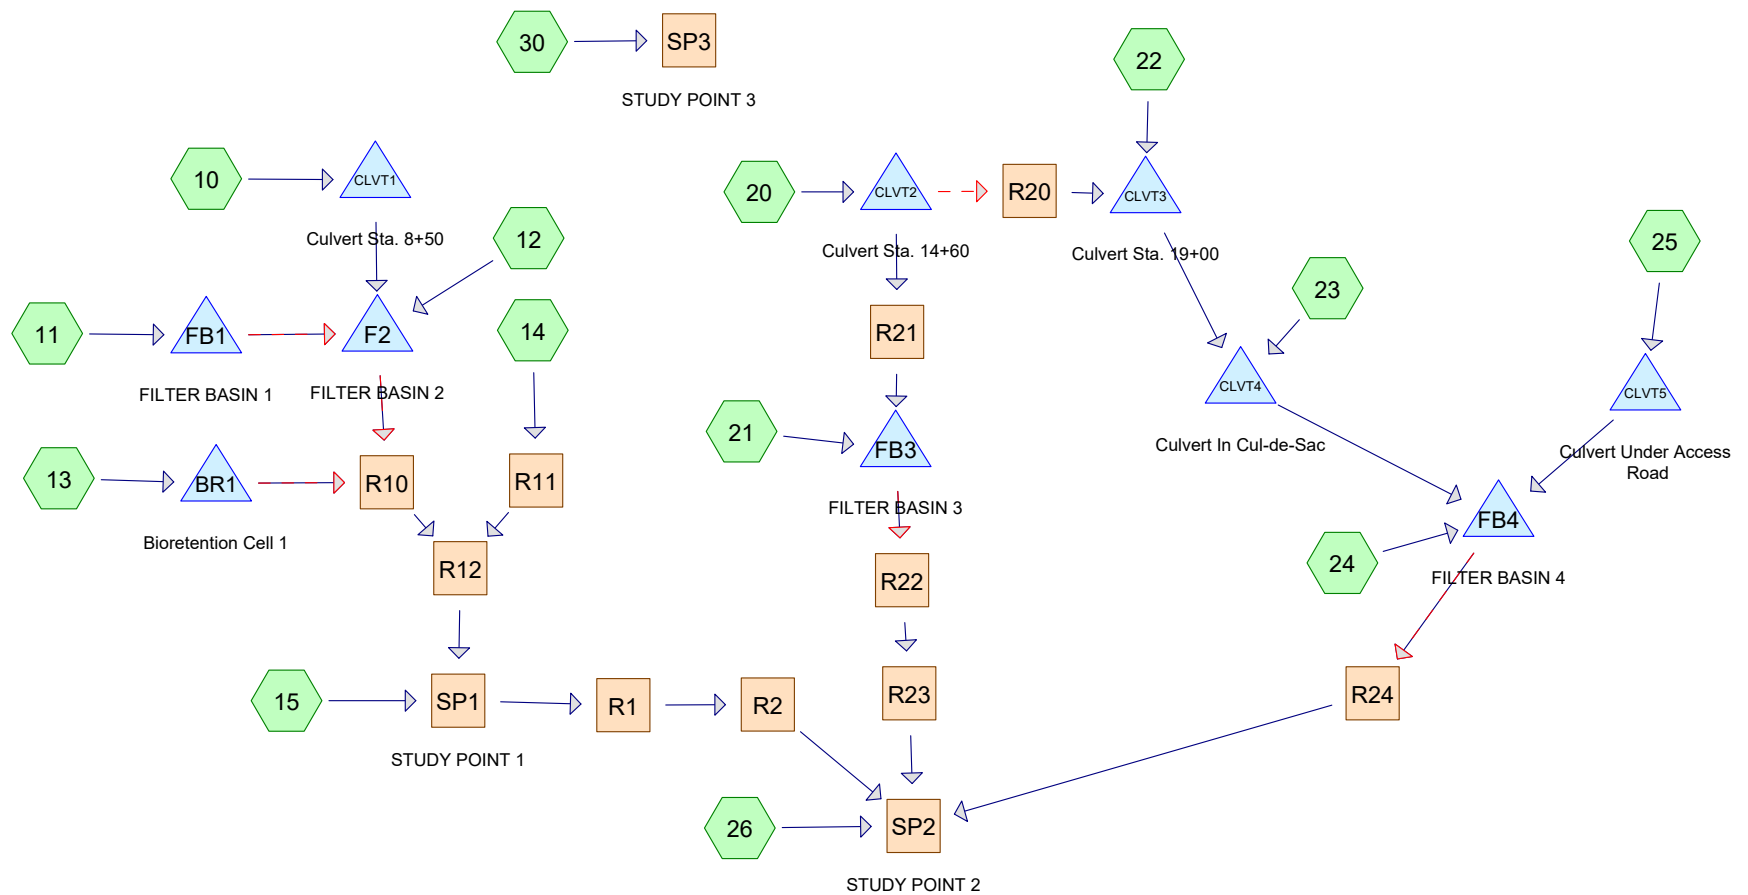 30
SP3
STUDY POINT 3
22
10
CLVT1
Culvert Sta. 8+50
12
20
CLVT2
Culvert Sta. 14+60
R20
CLVT3
Culvert Sta. 19+00
25
23
11
FB1
FILTER BASIN 1
F2
FILTER BASIN 2
14
R21
CLVT4
Culvert In Cul-de-Sac
CLVT5
Culvert Under Access
Road
21
FB3
FILTER BASIN 3
13
BR1
Bioretention Cell 1
R10
R11
FB4
FILTER BASIN 4
24
R12
R22
15
SP1
STUDY POINT 1
R1
R2
R23
R24
26
SP2
STUDY POINT 2